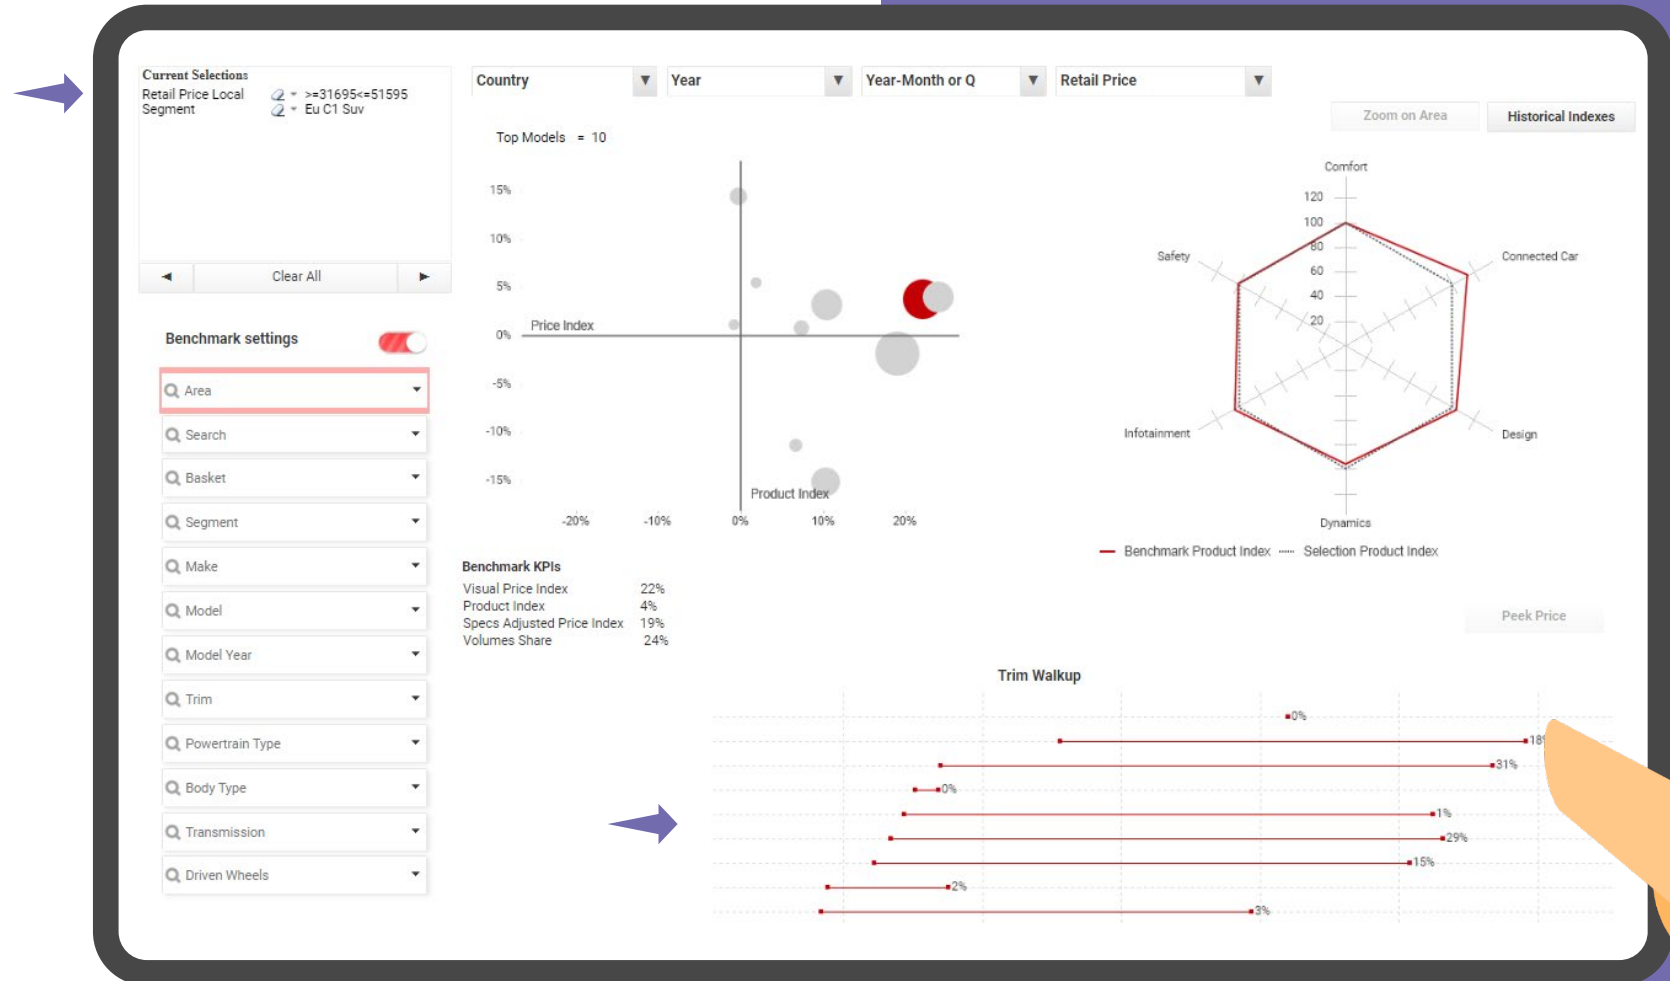 Current Selections
Retail Price Local >=31695<=51595
Segment Eu C1 Suv
Clear All
Benchmark settings
Area
Search
Basket
Segment
Make
Model
Model Year
Trim
Powertrain Type
Body Type
Transmission
Driven Wheels
Country
Year
Year-Month or Q
Retail Price
Zoom on Area
Historical Indexes
Top Models = 10
15%
10%
5%
0%
-5%
-10%
-15%
Price Index
Product Index
-20% -10% 0% 10% 20%
Comfort
120
100
80
60
40
20
Safety
Connected Car
Infotainment
Design
Dynamics
Benchmark Product Index
Selection Product Index
Benchmark KPIs
Visual Price Index 22%
Product Index 4%
Specs Adjusted Price Index 19%
Volumes Share 24%
Peek Price
Trim Walkup
0%
18
31%
0%
1%
29%
15%
2%
3%